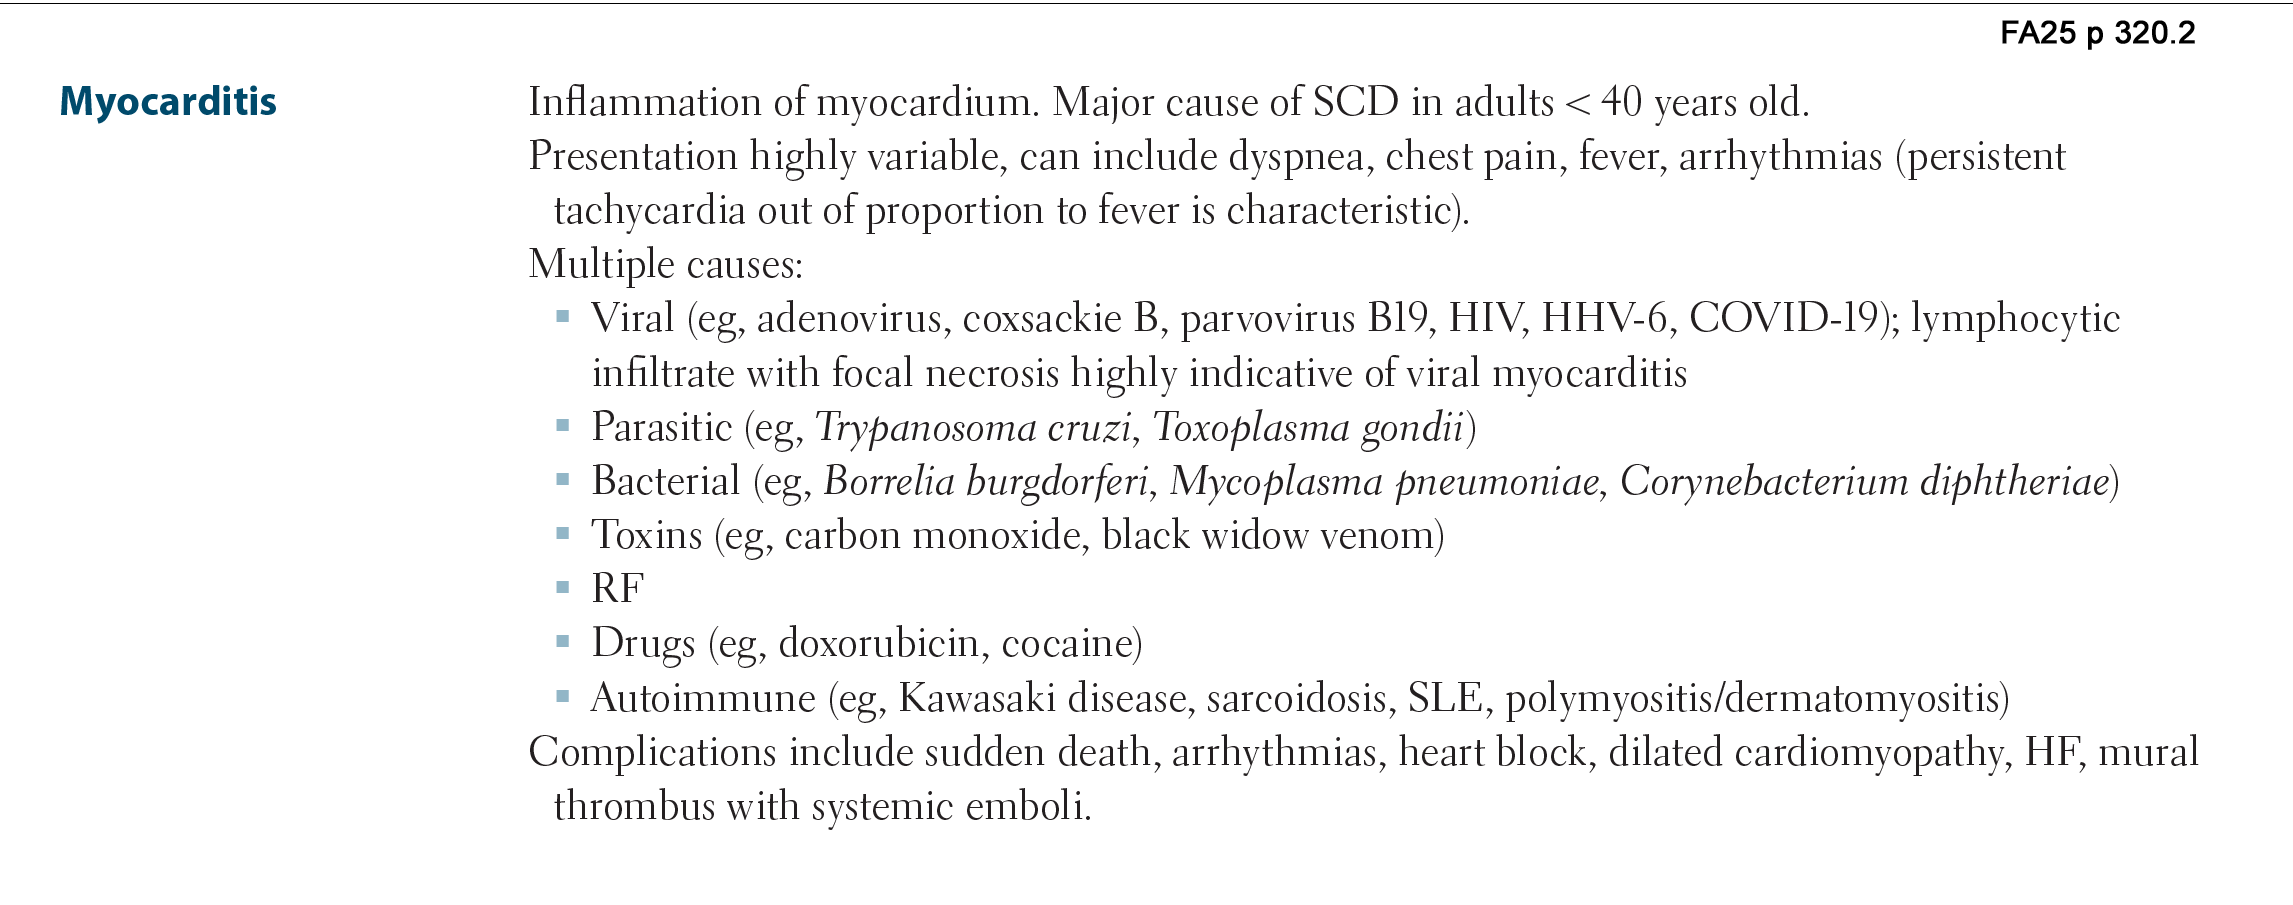 FA25 p 320.2
Myocarditis
Inflammation of myocardium. Major cause of SCD in adults < 40 years old.
Presentation highly variable, can include dyspnea, chest pain, fever, arrhythmias (persistent
tachycardia out of proportion to fever is characteristic).
Multiple causes:
▪ Viral (eg, adenovirus, coxsackie B, parvovirus B19, HIV, HHV-6, COVID-19); lymphocytic
infiltrate with focal necrosis highly indicative of viral myocarditis
▪ Parasitic (eg, Trypanosoma cruzi, Toxoplasma gondii)
▪ Bacterial (eg, Borrelia burgdorferi, Mycoplasma pneumoniae, Corynebacterium diphtheriae)
▪ Toxins (eg, carbon monoxide, black widow venom)
▪ RF
▪ Drugs (eg, doxorubicin, cocaine)
▪ Autoimmune (eg, Kawasaki disease, sarcoidosis, SLE, polymyositis/dermatomyositis)
Complications include sudden death, arrhythmias, heart block, dilated cardiomyopathy, HF, mural
thrombus with systemic emboli.